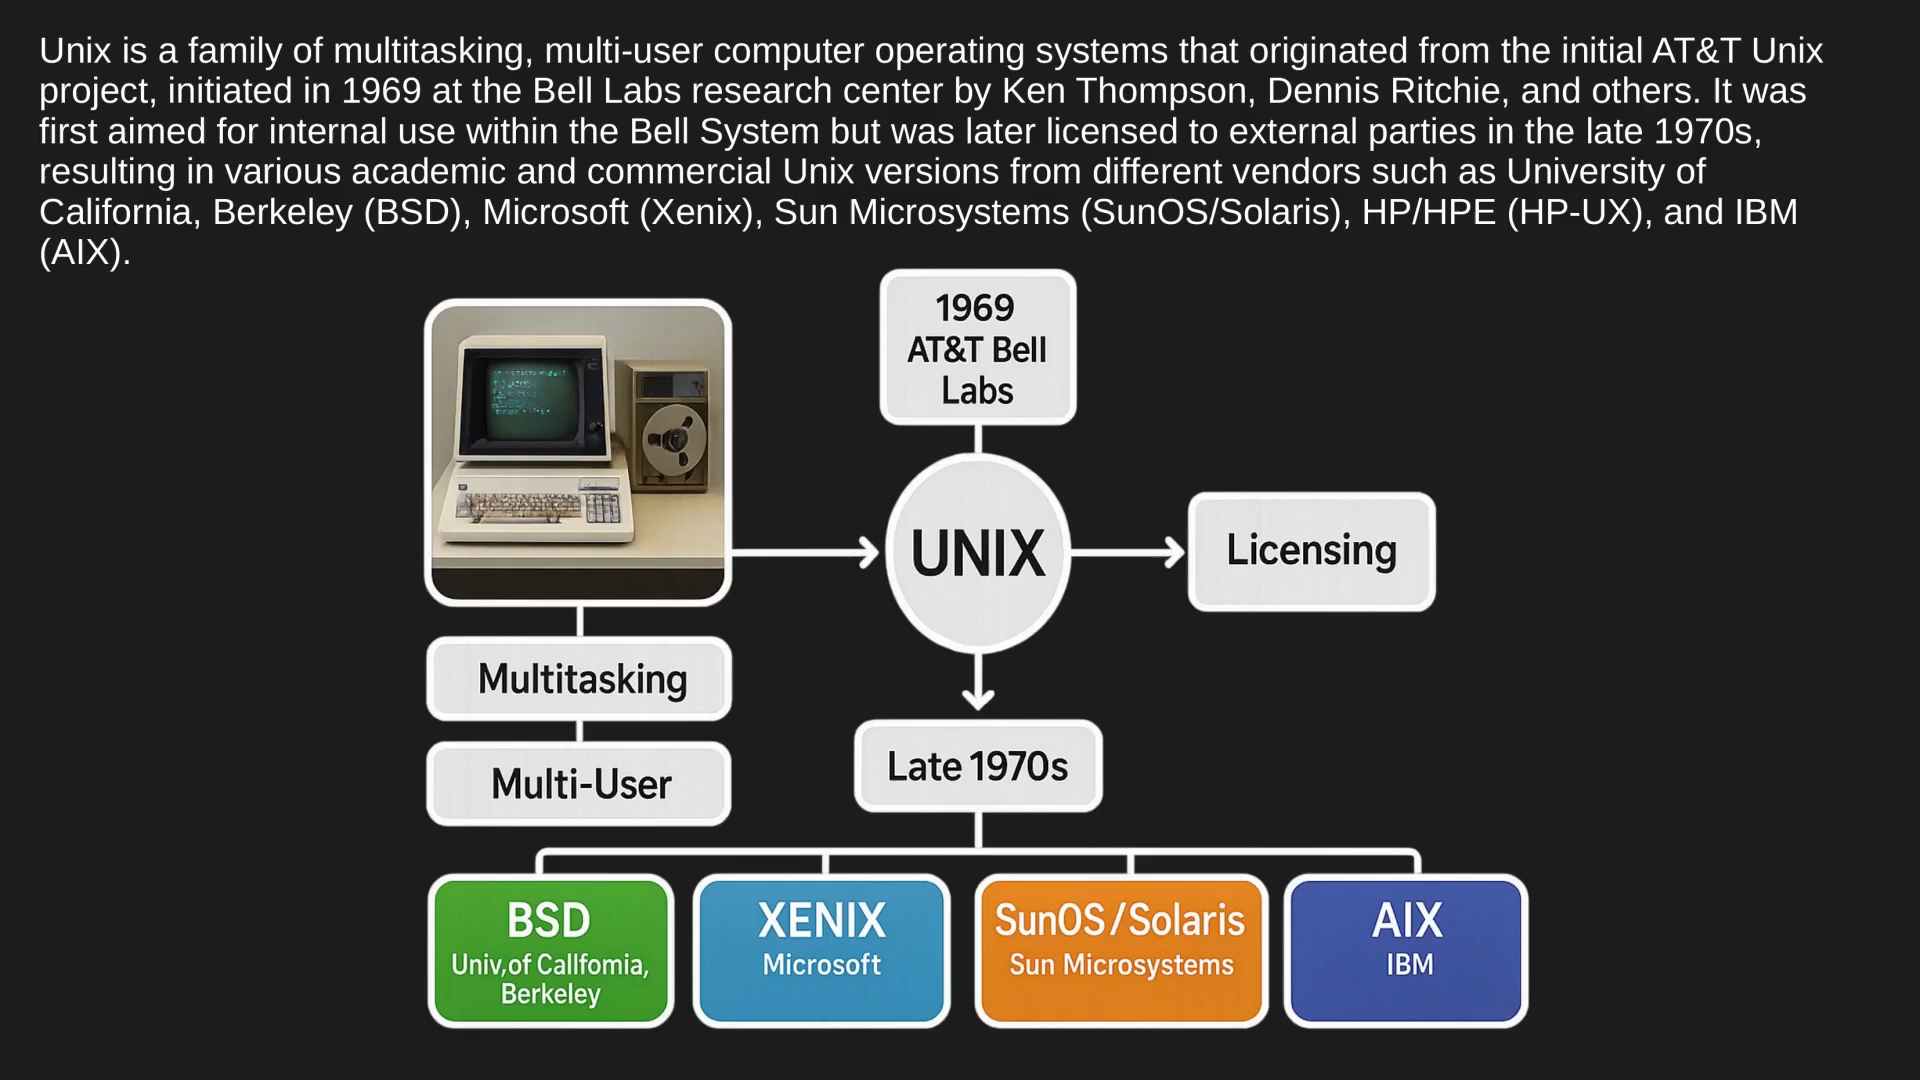 Unix is a family of multitasking, multi-user computer operating systems that originated from the initial AT&T Unix
project, initiated in 1969 at the Bell Labs research center by Ken Thompson, Dennis Ritchie, and others. It was
first aimed for internal use within the Bell System but was later licensed to external parties in the late 1970s,
resulting in various academic and commercial Unix versions from different vendors such as University of
California, Berkeley (BSD), Microsoft (Xenix), Sun Microsystems (SunOS/Solaris), HP/HPE (HP-UX), and IBM
(AIX).
1969
AT&T Bell
Labs
UNIX
Licensing
Multitasking
Multi-User
Late 1970s
BSD
Univ,of Callfomia,
Berkeley
XENIX
Microsoft
SunOS/Solaris
Sun Microsystems
AIX
IBM